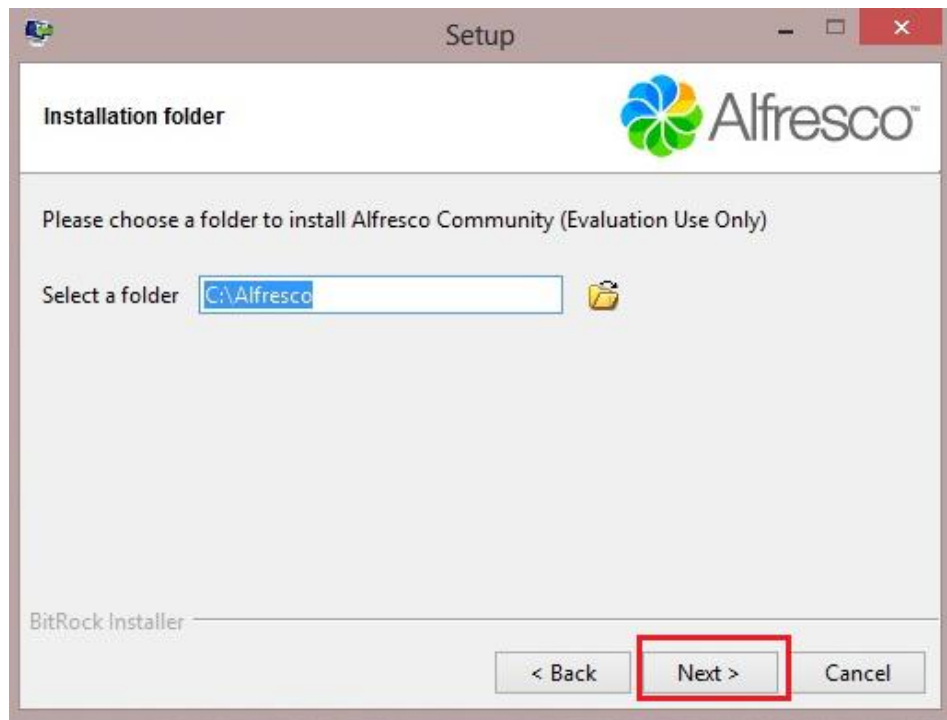 Setup
Installation folder
Alfresco™
Please choose a folder to install Alfresco Community (Evaluation Use Only)
Select a folder C:\Alfresco
BitRock Installer
< Back Next > Cancel